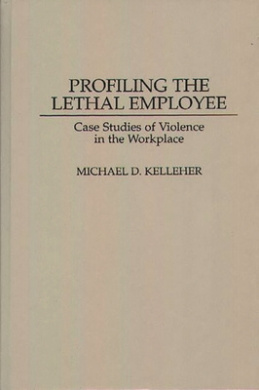 PROFILING THE
LETHAL EMPLOYEE
Case Studies of Violence
in the Workplace
MICHAEL D. KELLEHER